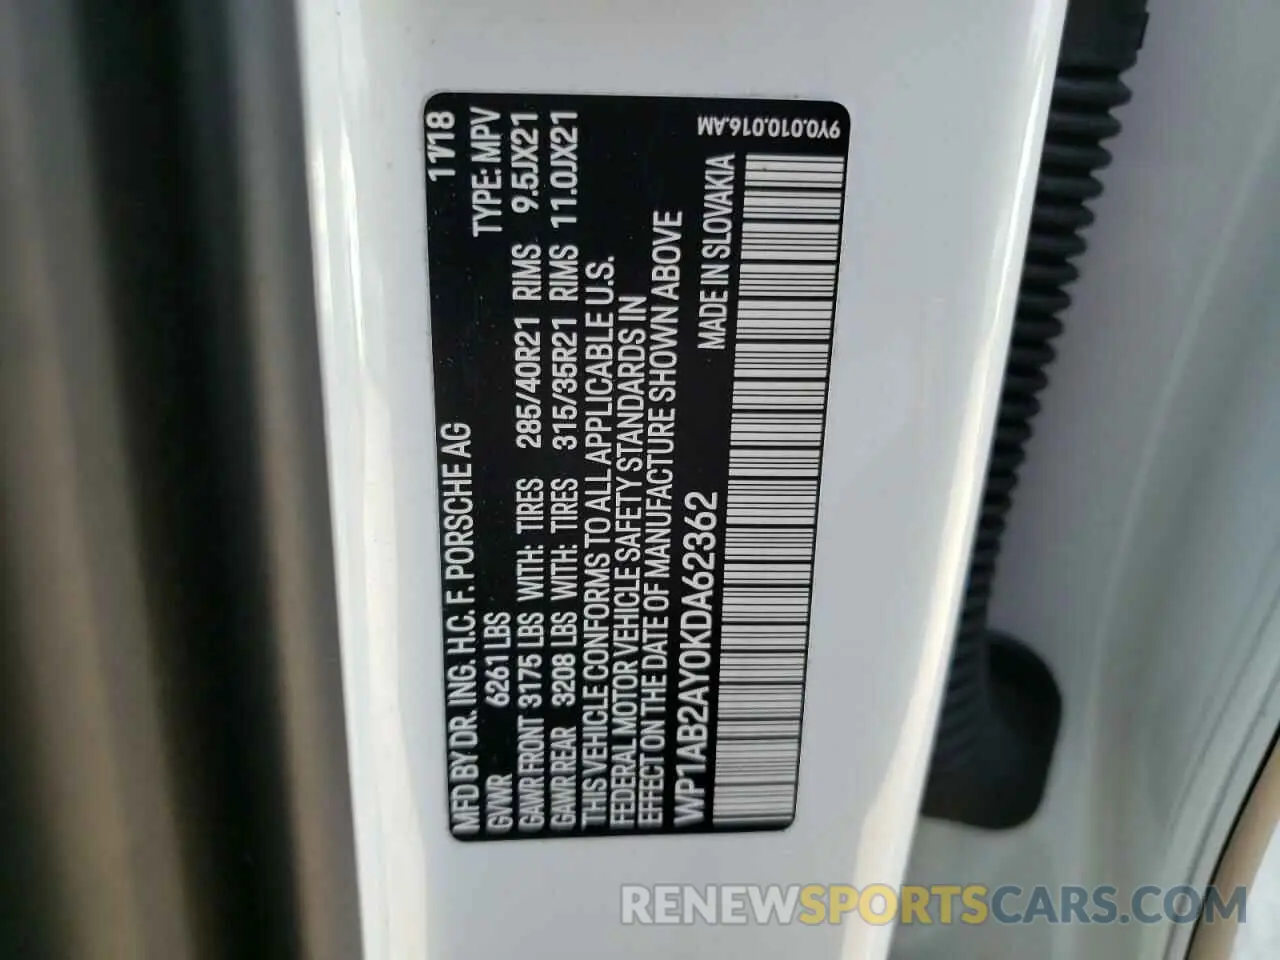 MFD BY DR. ING. H.C. F. PORSCHE AG 11/18
GVWR 6261 LBS TYPE: MPV
GAWR FRONT 3175 LBS WITH: TIRES 285/40R21 RIMS 9.5JX21
GAWR REAR 3208 LBS WITH: TIRES 315/35R21 RIMS 11.0JX21
THIS VEHICLE CONFORMS TO ALL APPLICABLE U.S.
FEDERAL MOTOR VEHICLE SAFETY STANDARDS IN
EFFECT ON THE DATE OF MANUFACTURE SHOWN ABOVE
WP1AB2AY0KDA62362 MADE IN SLOVAKIA
9Y0.010.016.AM
RENEWSPORTSCARS.COM